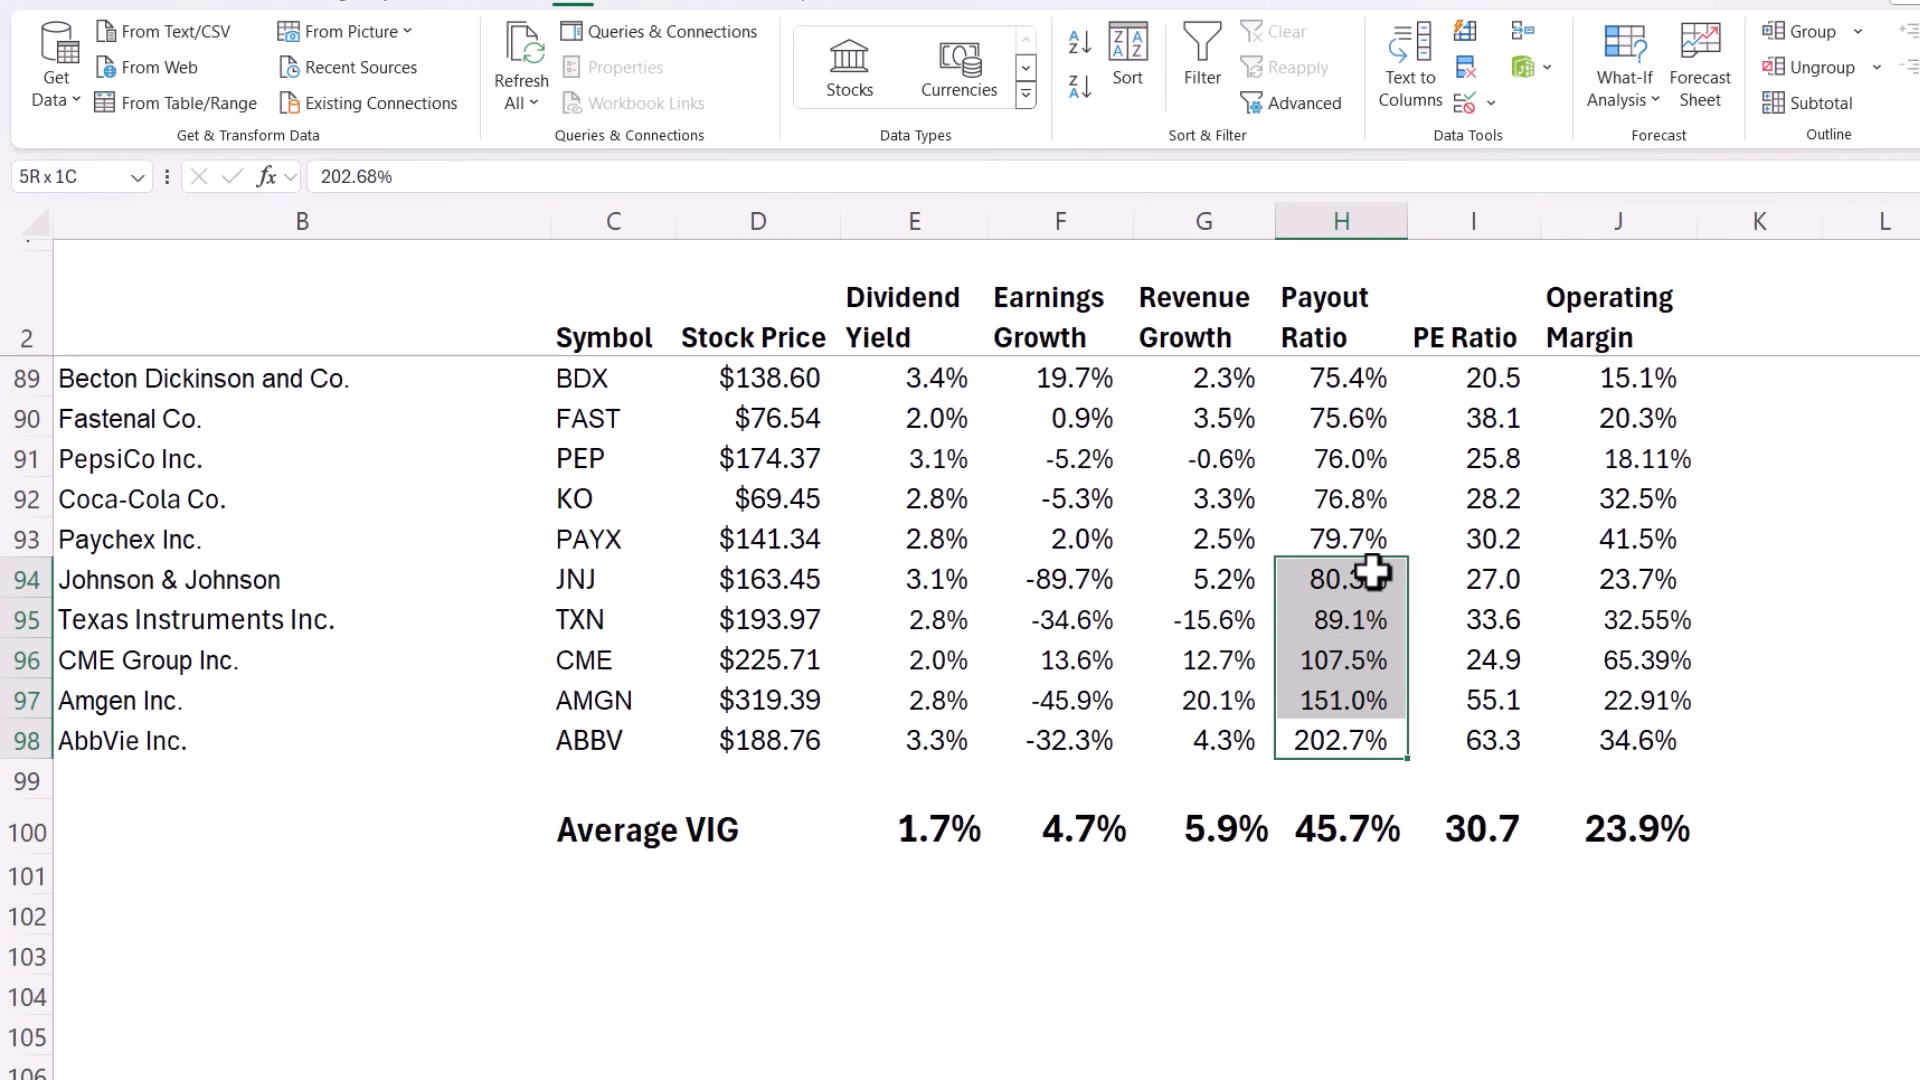 From Text/CSV
From Picture
Queries & Connections
Clear
Group
Get Data
From Web
Recent Sources
Refresh All
Properties
Stocks
Currencies
Sort
Filter
Reapply
Text to Columns
What-If Analysis
Forecast Sheet
Ungroup
From Table/Range
Existing Connections
Workbook Links
Advanced
Subtotal
Get & Transform Data
Queries & Connections
Data Types
Sort & Filter
Data Tools
Forecast
Outline
5R x 1C
fx
202.68%
B C D E F G H I J K L
Dividend Earnings Revenue Payout Operating
2 Symbol Stock Price Yield Growth Growth Ratio PE Ratio Margin
89 Becton Dickinson and Co. BDX $138.60 3.4% 19.7% 2.3% 75.4% 20.5 15.1%
90 Fastenal Co. FAST $76.54 2.0% 0.9% 3.5% 75.6% 38.1 20.3%
91 PepsiCo Inc. PEP $174.37 3.1% -5.2% -0.6% 76.0% 25.8 18.11%
92 Coca-Cola Co. KO $69.45 2.8% -5.3% 3.3% 76.8% 28.2 32.5%
93 Paychex Inc. PAYX $141.34 2.8% 2.0% 2.5% 79.7% 30.2 41.5%
94 Johnson & Johnson JNJ $163.45 3.1% -89.7% 5.2% 27.0 23.7%
95 Texas Instruments Inc. TXN $193.97 2.8% -34.6% -15.6% 89.1% 33.6 32.55%
96 CME Group Inc. CME $225.71 2.0% 13.6% 12.7% 107.5% 24.9 65.39%
97 Amgen Inc. AMGN $319.39 2.8% -45.9% 20.1% 151.0% 55.1 22.91%
98 AbbVie Inc. ABBV $188.76 3.3% -32.3% 4.3% 202.7% 63.3 34.6%
99
100 Average VIG 1.7% 4.7% 5.9% 45.7% 30.7 23.9%
101
102
103
104
105
106